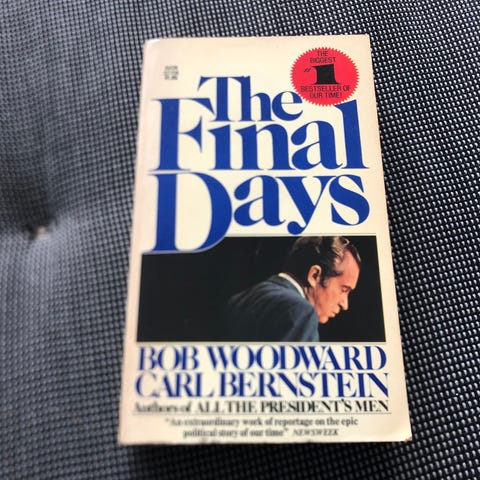 THE
BIGGEST
#1
BESTSELLER OF
OUR TIME!
The
Final
Days
BOB WOODWARD
CARL BERNSTEIN
Authors of ALL THE PRESIDENT'S MEN
"An extraordinary work of reportage on the epic
political story of our time" NEWSWEEK